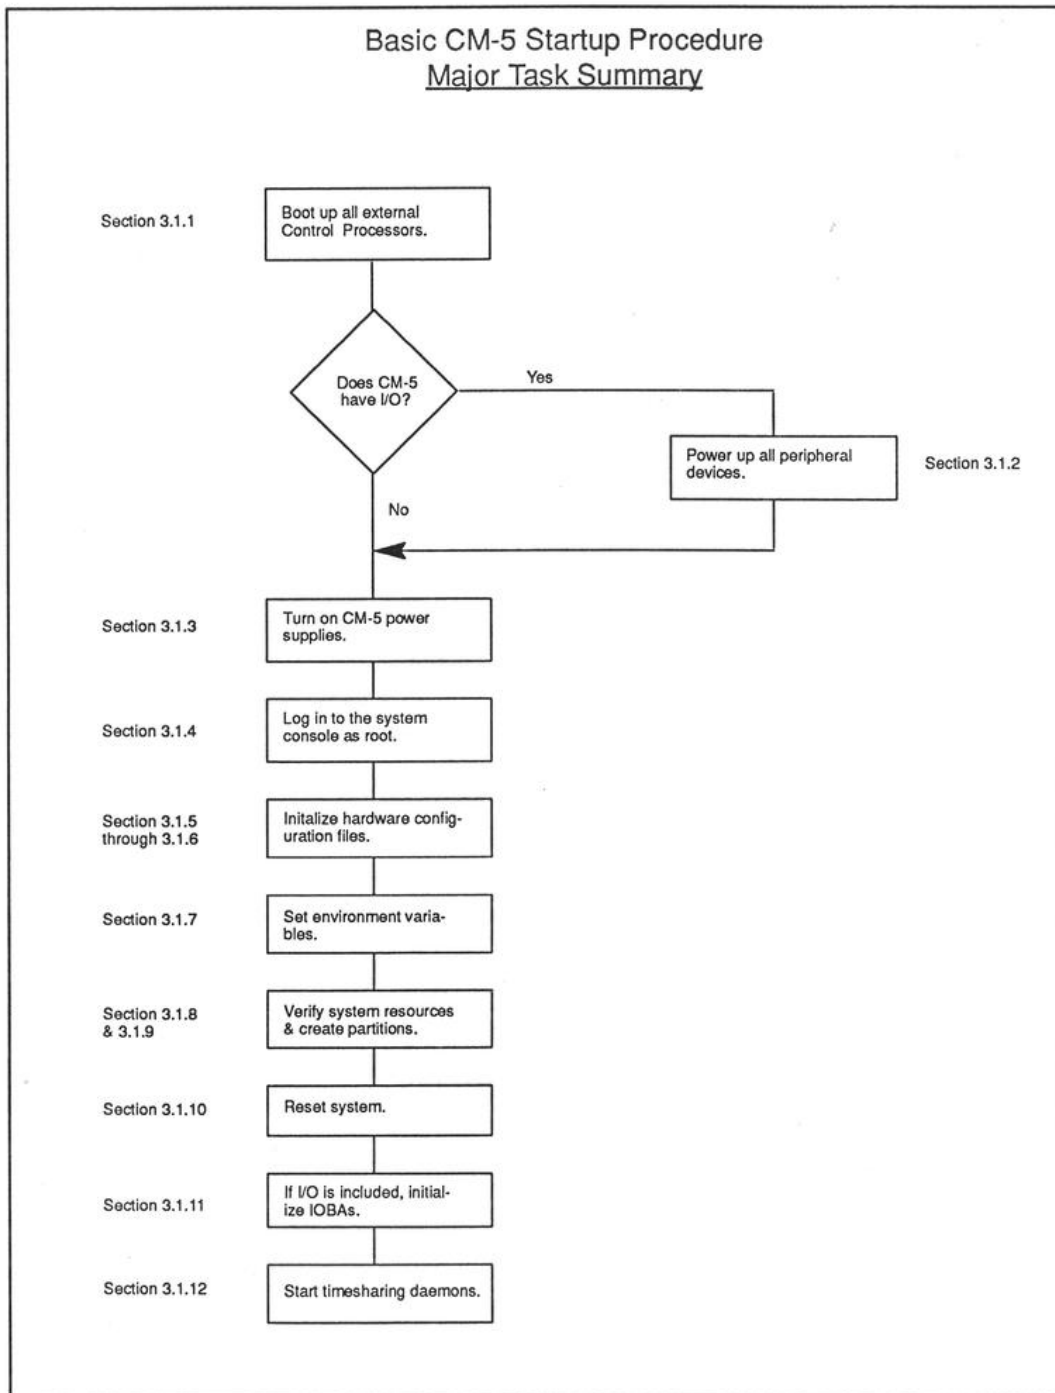 Basic CM-5 Startup Procedure
Major Task Summary
Section 3.1.1
Boot up all external
Control Processors.
Does CM-5
have I/O?
Yes
Power up all peripheral
devices.
Section 3.1.2
No
Section 3.1.3
Turn on CM-5 power
supplies.
Section 3.1.4
Log in to the system
console as root.
Section 3.1.5
through 3.1.6
Initalize hardware config-
uration files.
Section 3.1.7
Set environment varia-
bles.
Section 3.1.8
& 3.1.9
Verify system resources
& create partitions.
Section 3.1.10
Reset system.
Section 3.1.11
If I/O is included, initial-
ize IOBAs.
Section 3.1.12
Start timesharing daemons.